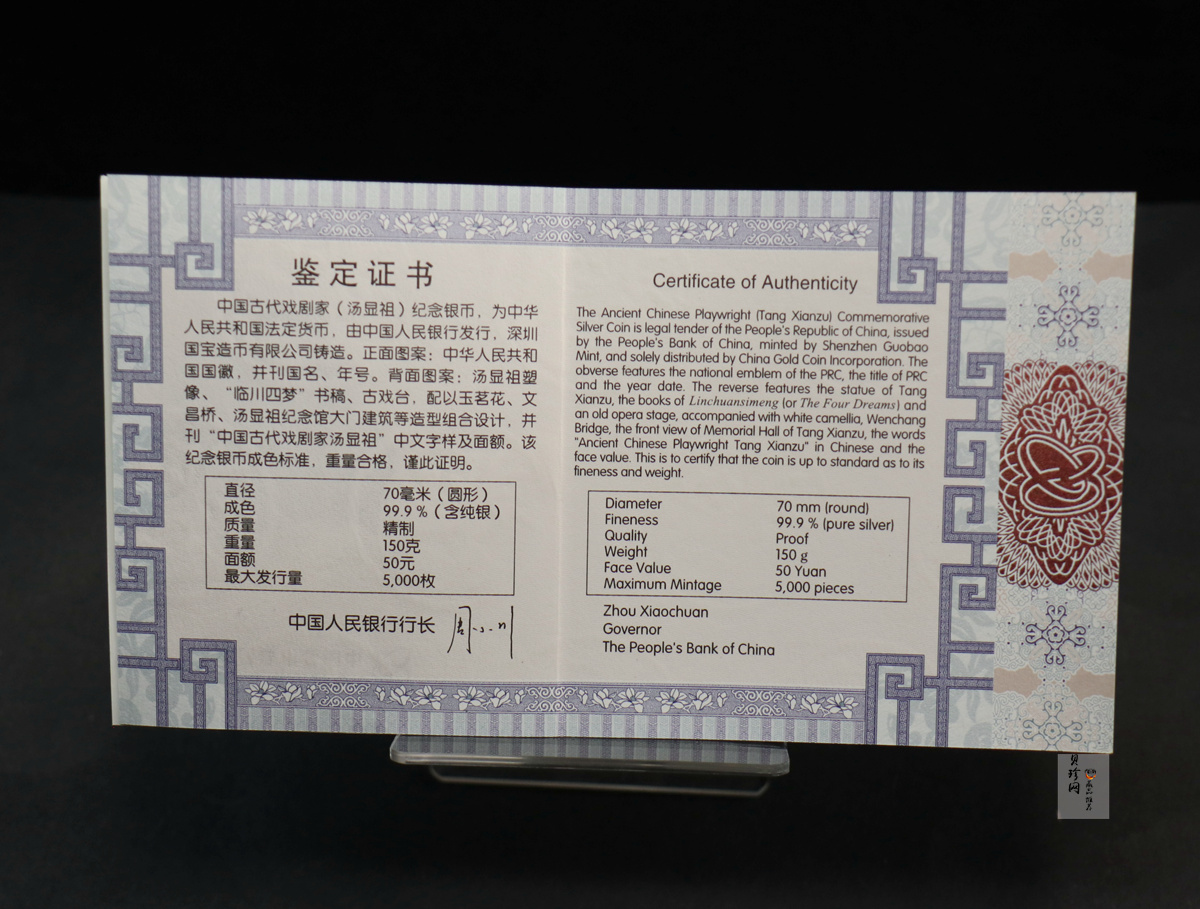 鉴定证书
中国古代戏剧家（汤显祖）纪念银币，为中华
人民共和国法定货币，由中国人民银行发行，深圳
国宝造币有限公司铸造。正面图案：中华人民共和
国国徽，并刊国名、年号。背面图案：汤显祖塑
像、“临川四梦”书稿、古戏台，配以玉茗花、文
昌桥、汤显祖纪念馆大门建筑等造型组合设计，并
刊“中国古代戏剧家汤显祖”中文字样及面额。该
纪念银币成色标准，重量合格，谨此证明。
直径 70毫米（圆形）
成色 99.9％（含纯银）
质量 精制
重量 150克
面额 50元
最大发行量 5,000枚
中国人民银行行长 周小川
Certificate of Authenticity
The Ancient Chinese Playwright (Tang Xianzu) Commemorative
Silver Coin is legal tender of the People's Republic of China, issued
by the People's Bank of China, minted by Shenzhen Guobao
Mint, and solely distributed by China Gold Coin Incorporation. The
obverse features the national emblem of the PRC, the title of PRC
and the year date. The reverse features the statue of Tang
Xianzu, the books of Linchuansimeng (or The Four Dreams) and
an old opera stage, accompanied with white camellia, Wenchang
Bridge, the front view of Memorial Hall of Tang Xianzu, the words
"Ancient Chinese Playwright Tang Xianzu" in Chinese and the
face value. This is to certify that the coin is up to standard as to its
fineness and weight.
Diameter 70 mm (round)
Fineness 99.9 % (pure silver)
Quality Proof
Weight 150 g
Face Value 50 Yuan
Maximum Mintage 5,000 pieces
Zhou Xiaochuan
Governor
The People's Bank of China